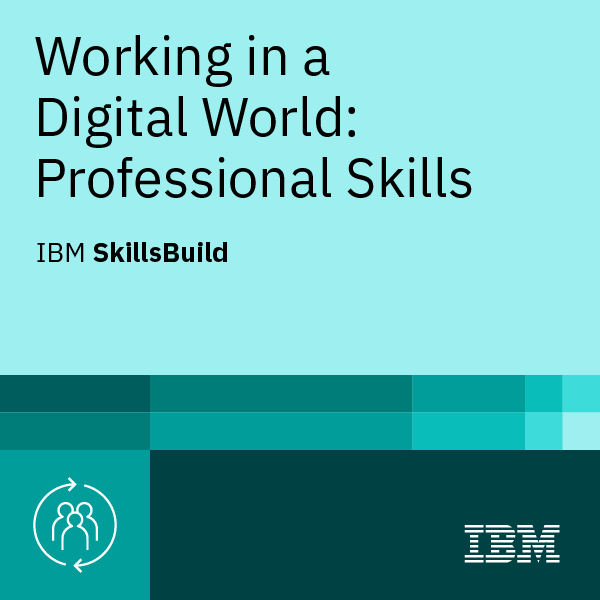 Working in a
Digital World:
Professional Skills
IBM SkillsBuild
IBM